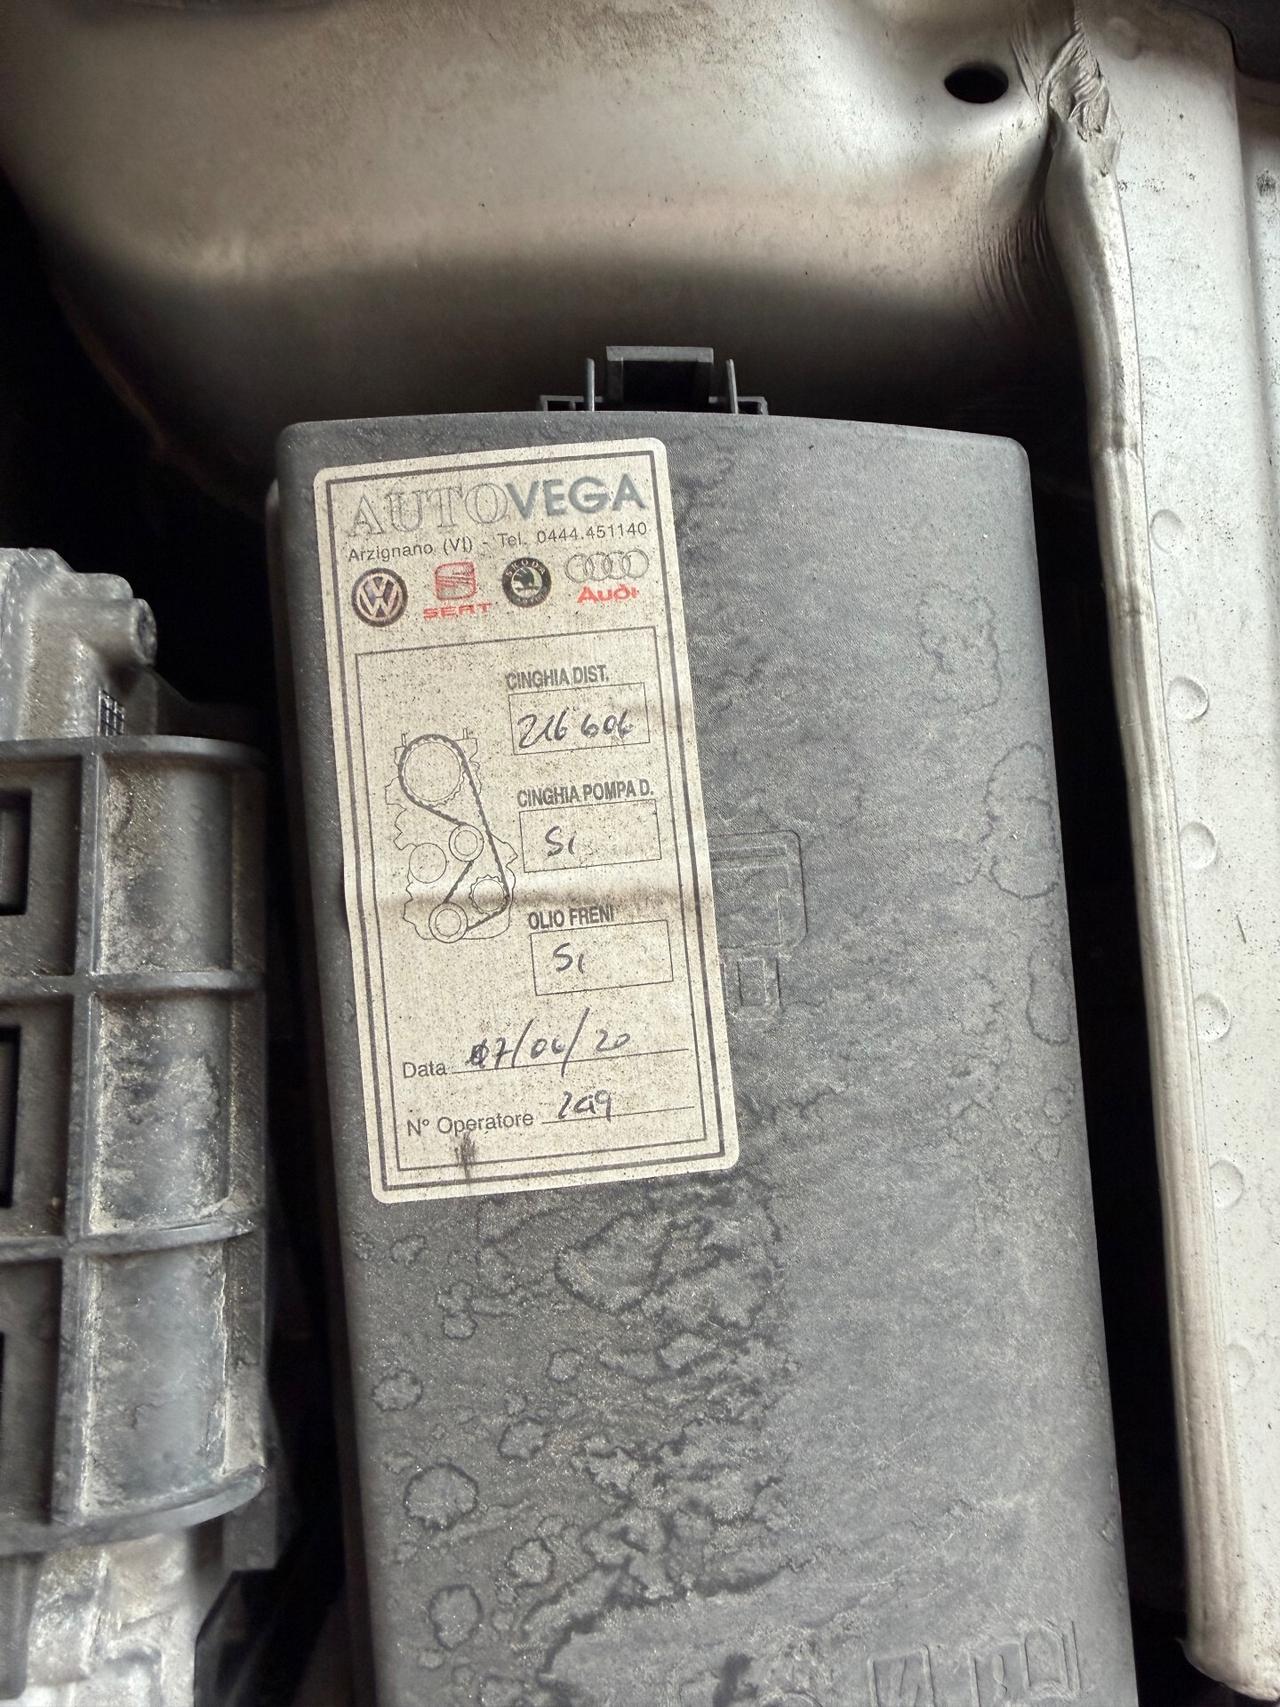 AUTOVEGA
Arzignano (VI) - Tel. 0444.451140
SEAT
SKODA
Audi
CINGHIA DIST.
216 606
CINGHIA POMPA D.
Si
OLIO FRENI
Si
Data 07/06/20
N° Operatore